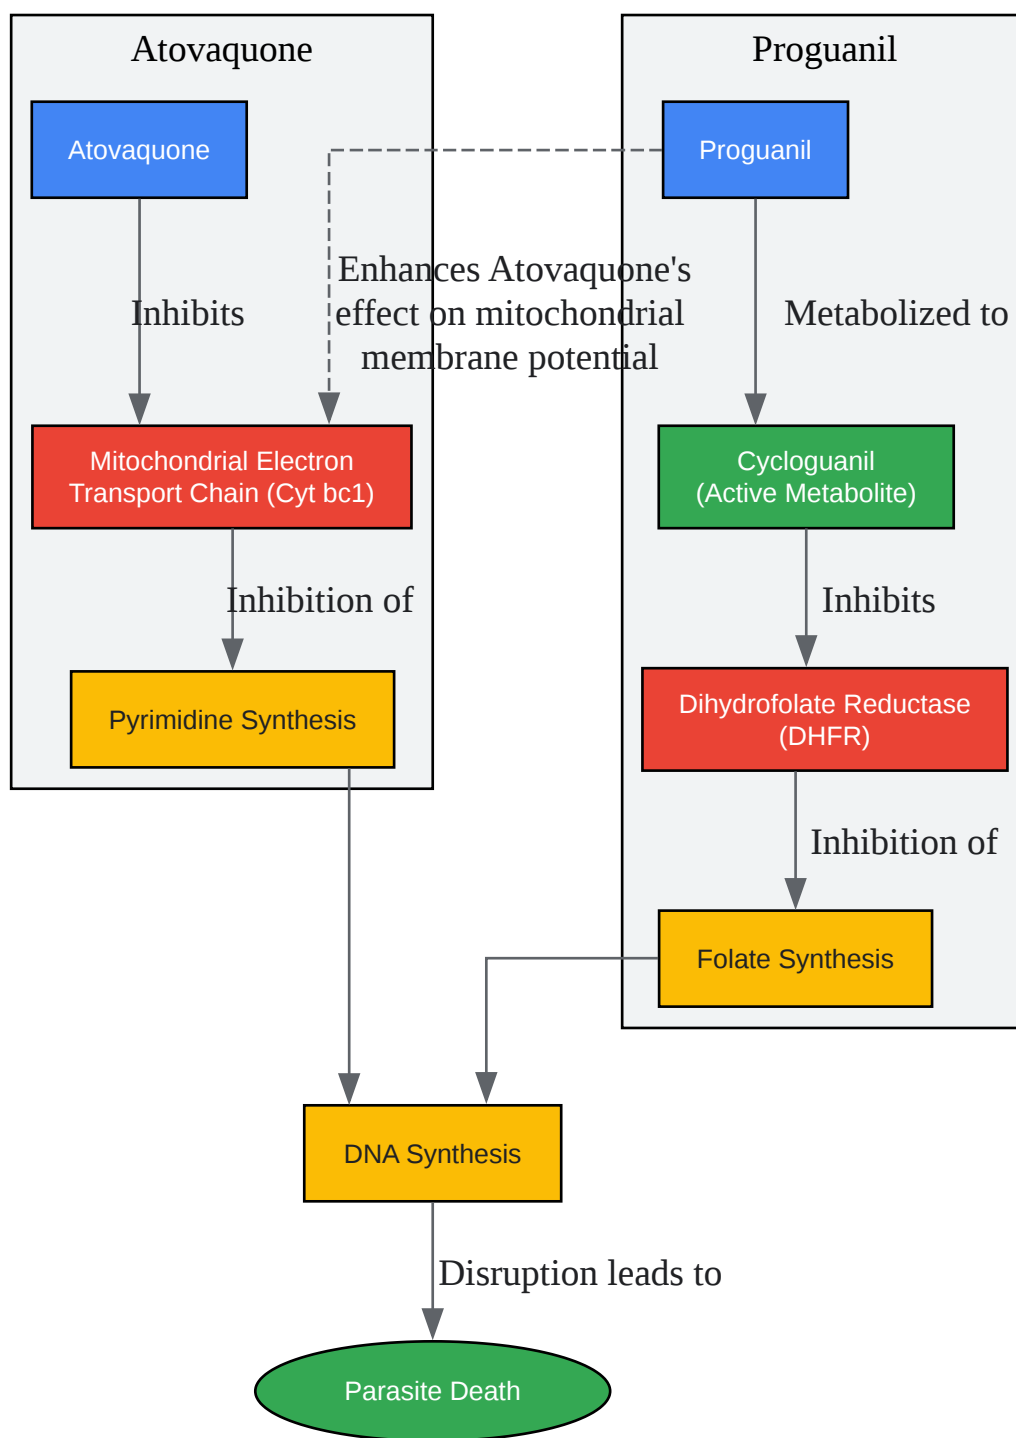 Atovaquone
Proguanil
Atovaquone
Proguanil
Enhances Atovaquone's
effect on mitochondrial
membrane potential
Inhibits
Metabolized to
Mitochondrial Electron
Transport Chain (Cyt bc1)
Cycloguanil
(Active Metabolite)
Inhibition of
Inhibits
Pyrimidine Synthesis
Dihydrofolate Reductase
(DHFR)
Inhibition of
Folate Synthesis
DNA Synthesis
Disruption leads to
Parasite Death